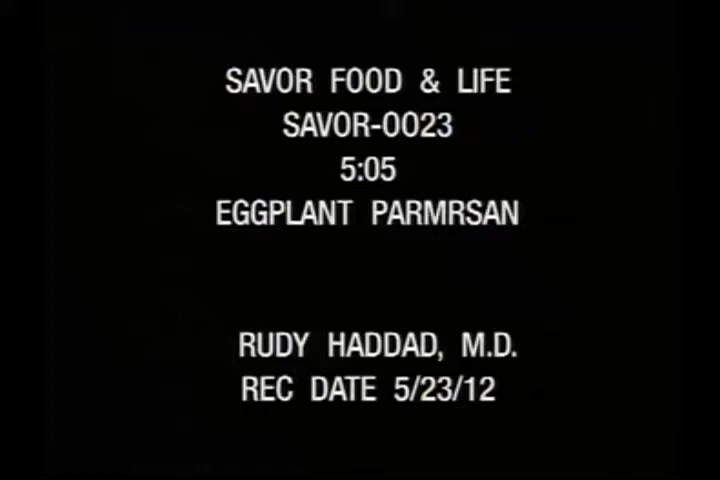 SAVOR FOOD & LIFE
SAVOR-0023
5:05
EGGPLANT PARMRSAN
RUDY HADDAD, M.D.
REC DATE 5/23/12